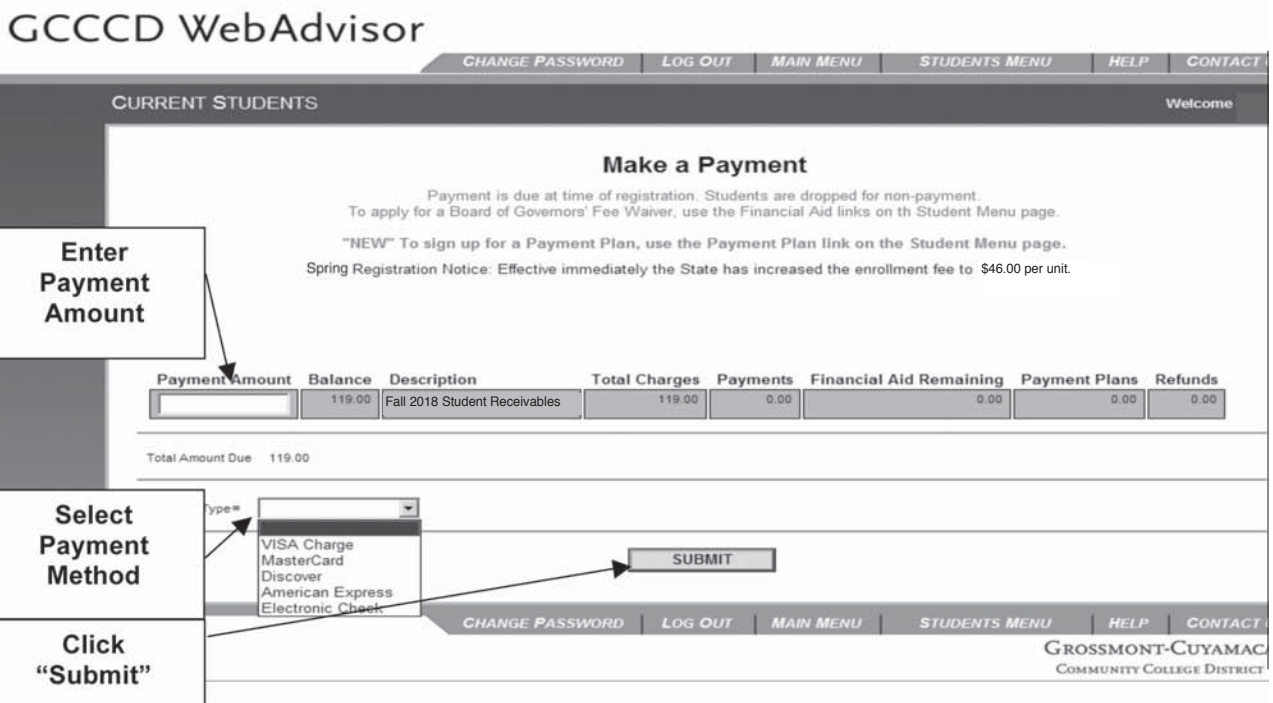 GCCCD WebAdvisor
CHANGE PASSWORD LOG OUT MAIN MENU STUDENTS MENU HELP CONTACT
CURRENT STUDENTS Welcome
Make a Payment
Payment is due at time of registration. Students are dropped for non-payment.
To apply for a Board of Governors' Fee Waiver, use the Financial Aid links on th Student Menu page.
"NEW" To sign up for a Payment Plan, use the Payment Plan link on the Student Menu page.
Spring Registration Notice: Effective immediately the State has increased the enrollment fee to $46.00 per unit.
Enter
Payment
Amount
Payment Amount Balance Description Total Charges Payments Financial Aid Remaining Payment Plans Refunds
119.00 Fall 2018 Student Receivables 119.00 0.00 0.00 0.00 0.00
Total Amount Due 119.00
Select
Payment
Method
Type=
VISA Charge
MasterCard
Discover
American Express
Electronic Check
SUBMIT
Click
“Submit”
CHANGE PASSWORD LOG OUT MAIN MENU STUDENTS MENU HELP CONTACT
GROSSMONT-CUYAMACA
COMMUNITY COLLEGE DISTRICT